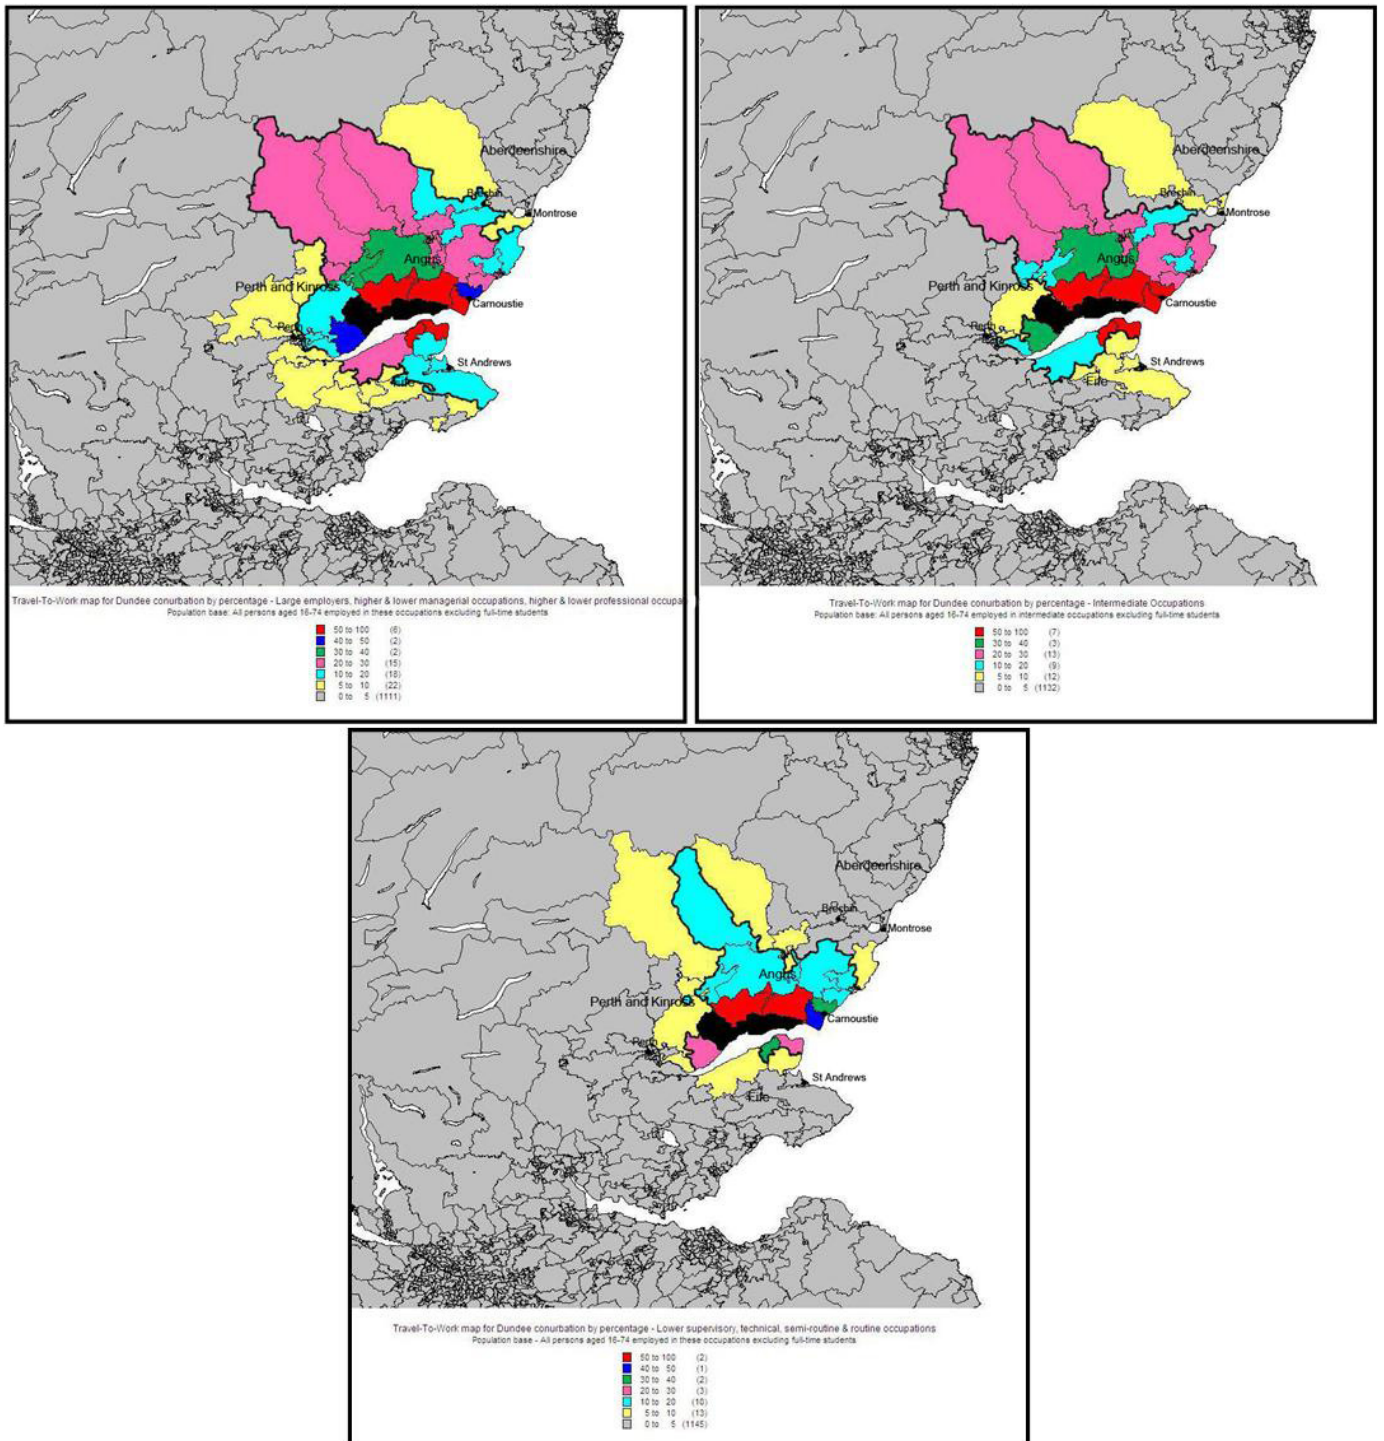 Aberdeenshire
Brechin
Montrose
Angus
Perth and Kinross
Carnoustie
Perth
St Andrews
Fife
Travel-To-Work map for Dundee conurbation by percentage - Large employers, higher & lower managerial occupations, higher & lower professional occupa
Population base: All persons aged 16-74 employed in these occupations excluding full-time students
50 to 100 (6)
40 to 50 (2)
30 to 40 (2)
20 to 30 (15)
10 to 20 (18)
5 to 10 (22)
0 to 5 (1111)
Aberdeenshire
Brechin
Montrose
Angus
Perth and Kinross
Carnoustie
Perth
St Andrews
Fife
Travel-To-Work map for Dundee conurbation by percentage - Intermediate Occupations
Population base: All persons aged 16-74 employed in intermediate occupations excluding full-time students
50 to 100 (7)
30 to 40 (3)
20 to 30 (13)
10 to 20 (9)
5 to 10 (12)
0 to 5 (1132)
Aberdeenshire
Brechin
Montrose
Angus
Perth and Kinross
Carnoustie
Perth
St Andrews
Fife
Travel-To-Work map for Dundee conurbation by percentage - Lower supervisory, technical, semi-routine & routine occupations
Population base - All persons aged 16-74 employed in these occupations excluding full-time students
50 to 100 (2)
40 to 50 (1)
30 to 40 (2)
20 to 30 (3)
10 to 20 (10)
5 to 10 (13)
0 to 5 (1145)